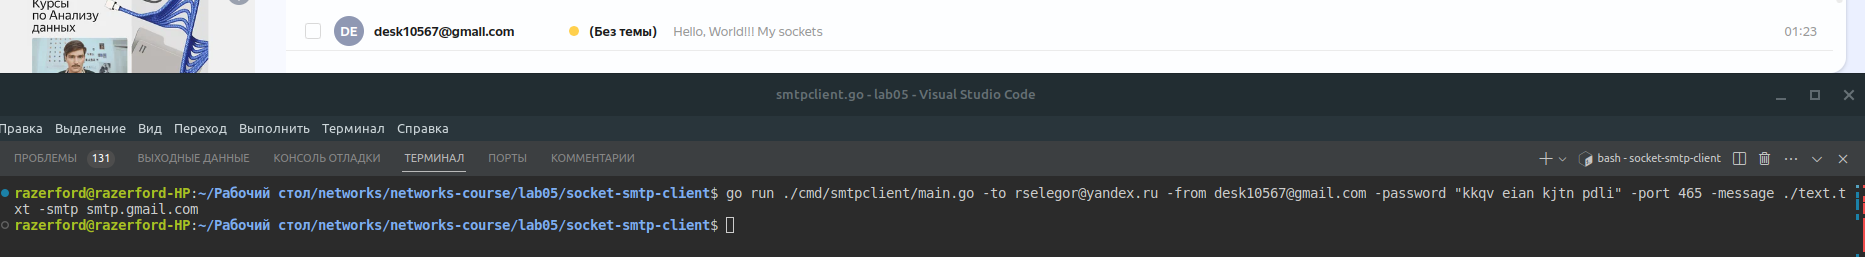 Курсы
по Анализу
данных
DE desk10567@gmail.com (Без темы) Hello, World!!! My sockets 01:23
smtpclient.go - lab05 - Visual Studio Code
Правка Выделение Вид Переход Выполнить Терминал Справка
ПРОБЛЕМЫ 131 ВЫХОДНЫЕ ДАННЫЕ КОНСОЛЬ ОТЛАДКИ ТЕРМИНАЛ ПОРТЫ КОММЕНТАРИИ bash - socket-smtp-client
razerford@razerford-HP:~/Рабочий стол/networks/networks-course/lab05/socket-smtp-client$ go run ./cmd/smtpclient/main.go -to rselegor@yandex.ru -from desk10567@gmail.com -password "kkqv eian kjtn pdli" -port 465 -message ./text.t
xt -smtp smtp.gmail.com
razerford@razerford-HP:~/Рабочий стол/networks/networks-course/lab05/socket-smtp-client$